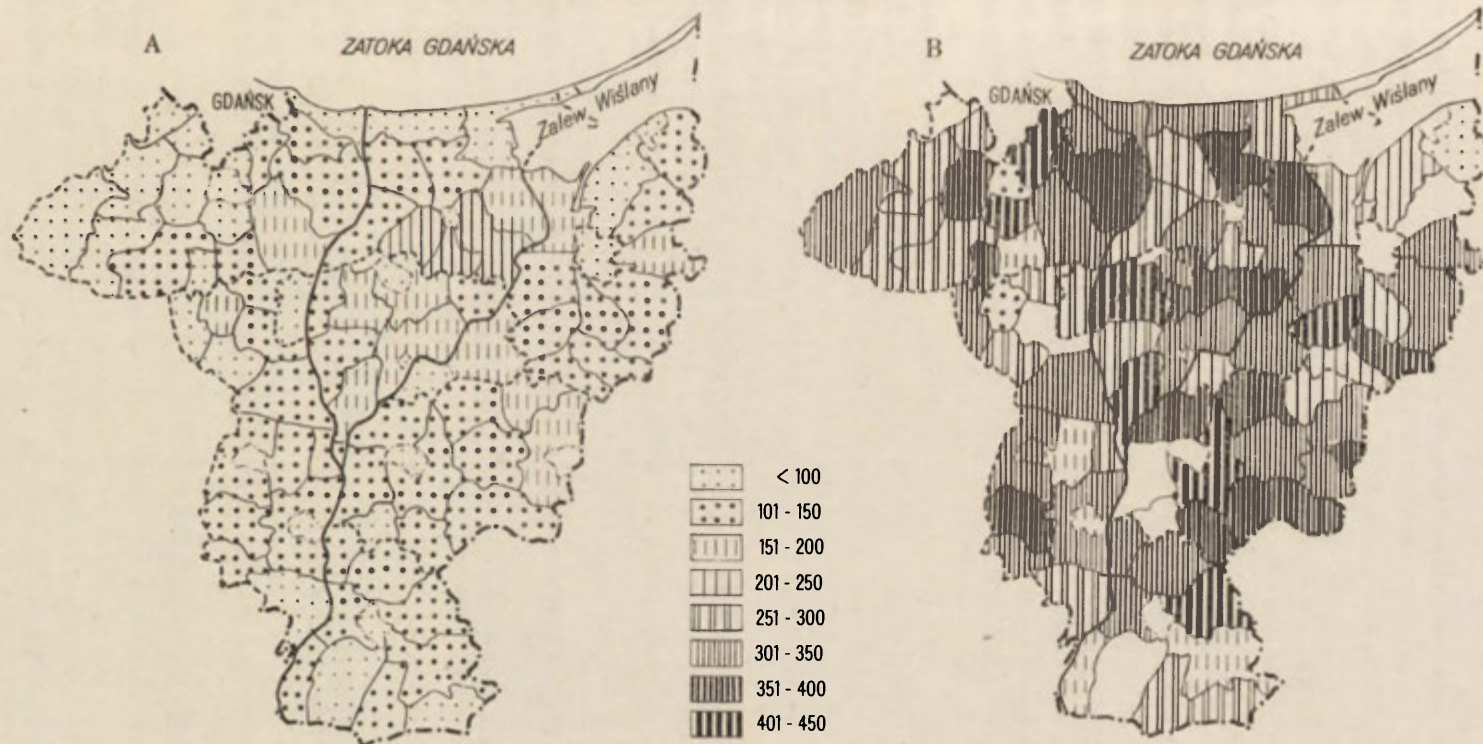 A
ZATOKA GDAŃSKA
GDAŃSK
Zalew Wiślany
< 100
101 - 150
151 - 200
201 - 250
251 - 300
301 - 350
351 - 400
401 - 450
B
ZATOKA GDAŃSKA
GDAŃSK
Zalew Wiślany